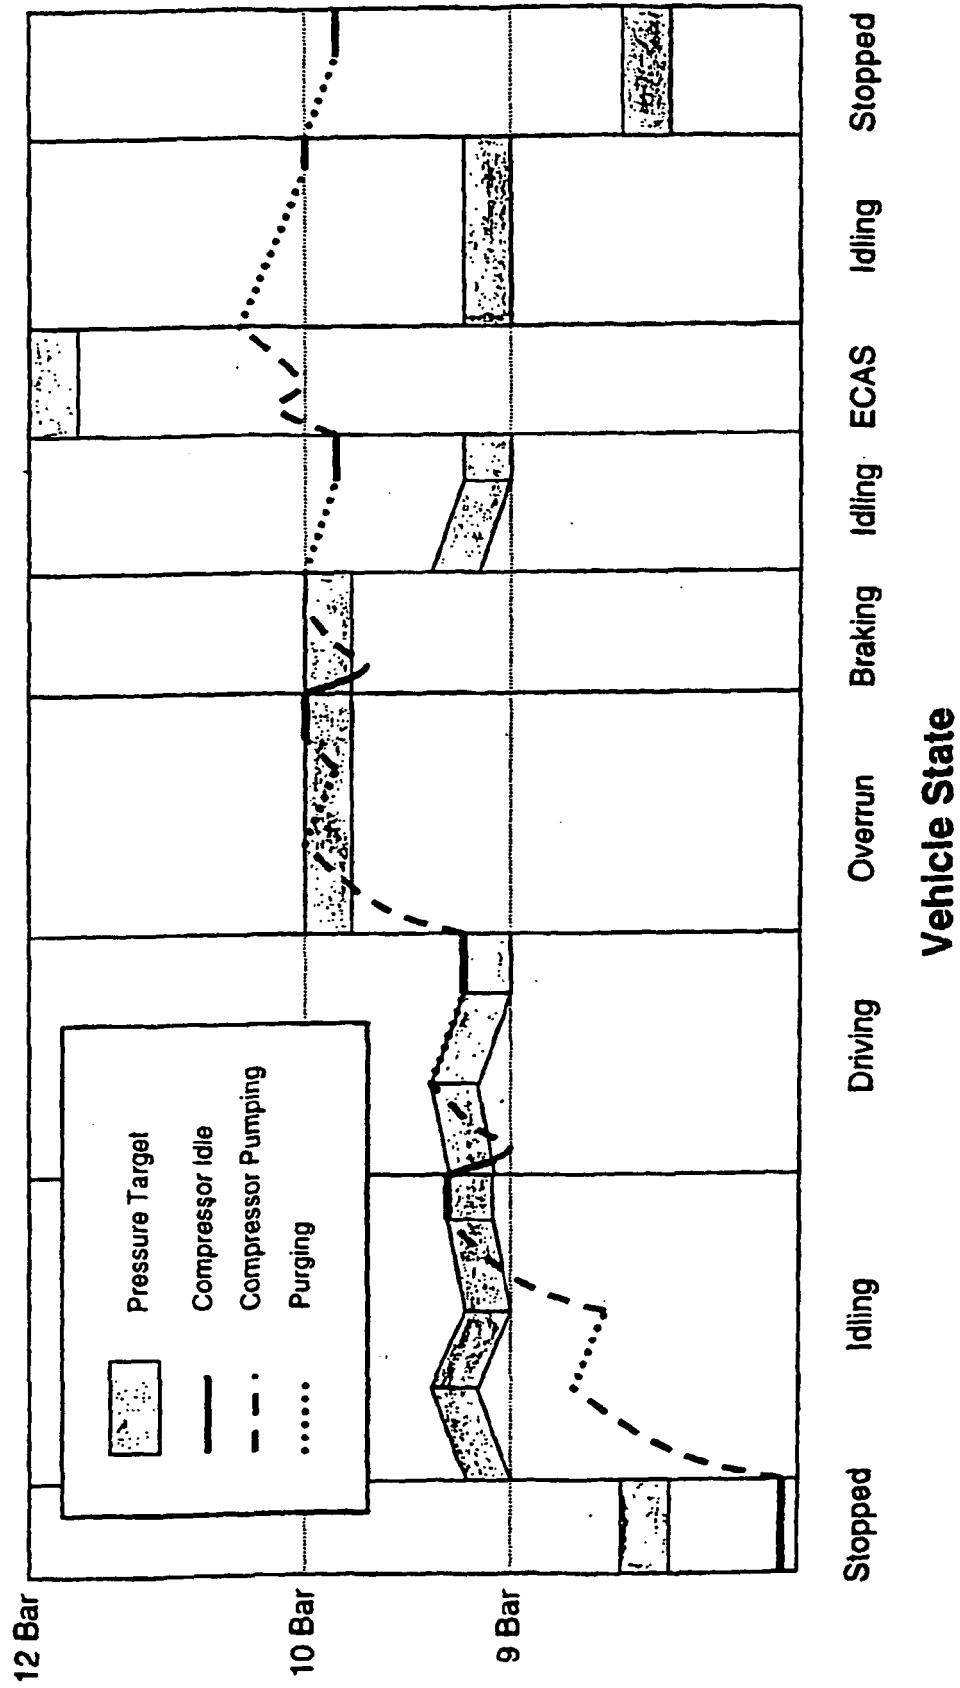 12 Bar
10 Bar
9 Bar
Pressure Target
Compressor Idle
Compressor Pumping
Purging
Stopped
Idling
Driving
Overrun
Braking
Idling
ECAS
Idling
Stopped
Vehicle State